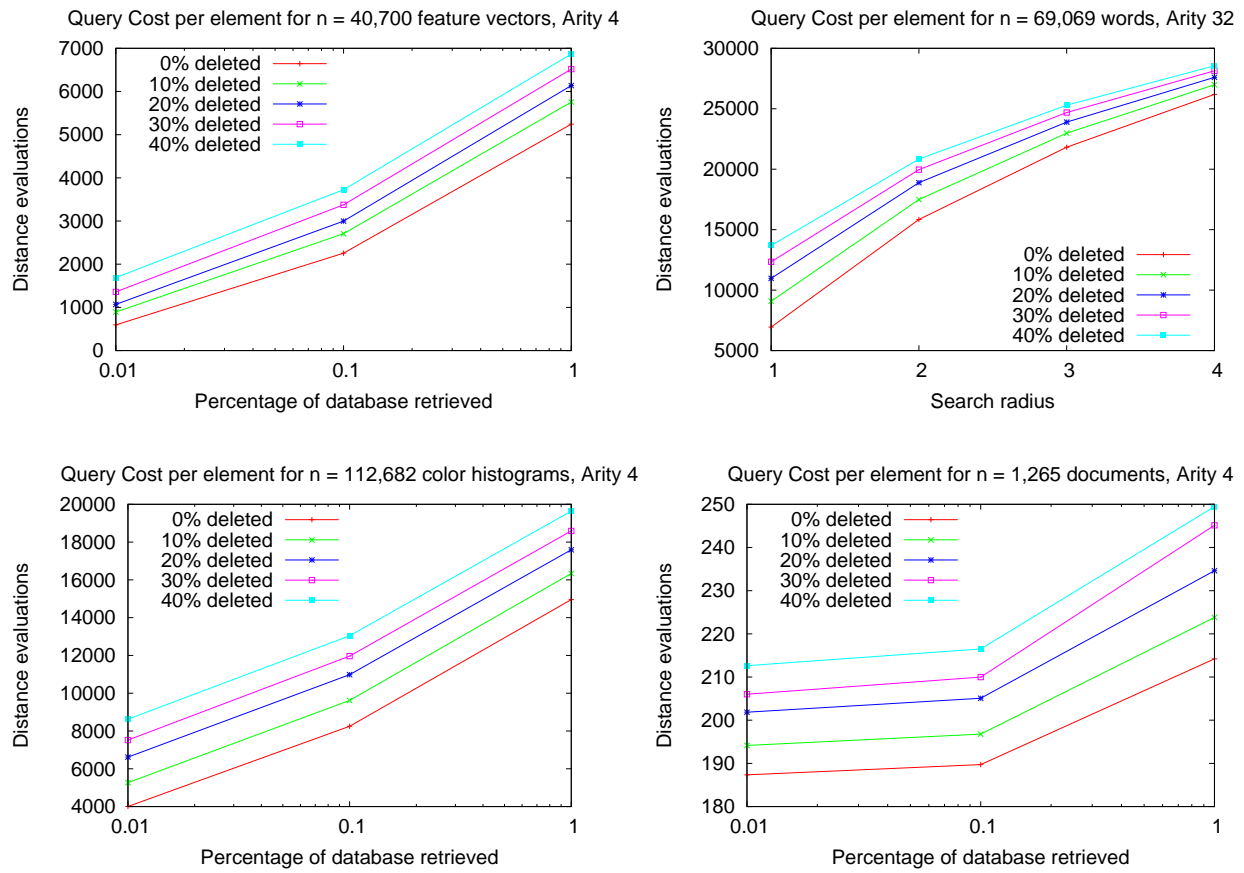 Query Cost per element for n = 40,700 feature vectors, Arity 4
7000
6000
5000
4000
3000
2000
1000
0
Distance evaluations
0% deleted
10% deleted
20% deleted
30% deleted
40% deleted
0.01 0.1 1
Percentage of database retrieved
Query Cost per element for n = 69,069 words, Arity 32
30000
25000
20000
15000
10000
5000
Distance evaluations
0% deleted
10% deleted
20% deleted
30% deleted
40% deleted
1 2 3 4
Search radius
Query Cost per element for n = 112,682 color histograms, Arity 4
20000
18000
16000
14000
12000
10000
8000
6000
4000
Distance evaluations
0% deleted
10% deleted
20% deleted
30% deleted
40% deleted
0.01 0.1 1
Percentage of database retrieved
Query Cost per element for n = 1,265 documents, Arity 4
250
240
230
220
210
200
190
180
Distance evaluations
0% deleted
10% deleted
20% deleted
30% deleted
40% deleted
0.01 0.1 1
Percentage of database retrieved